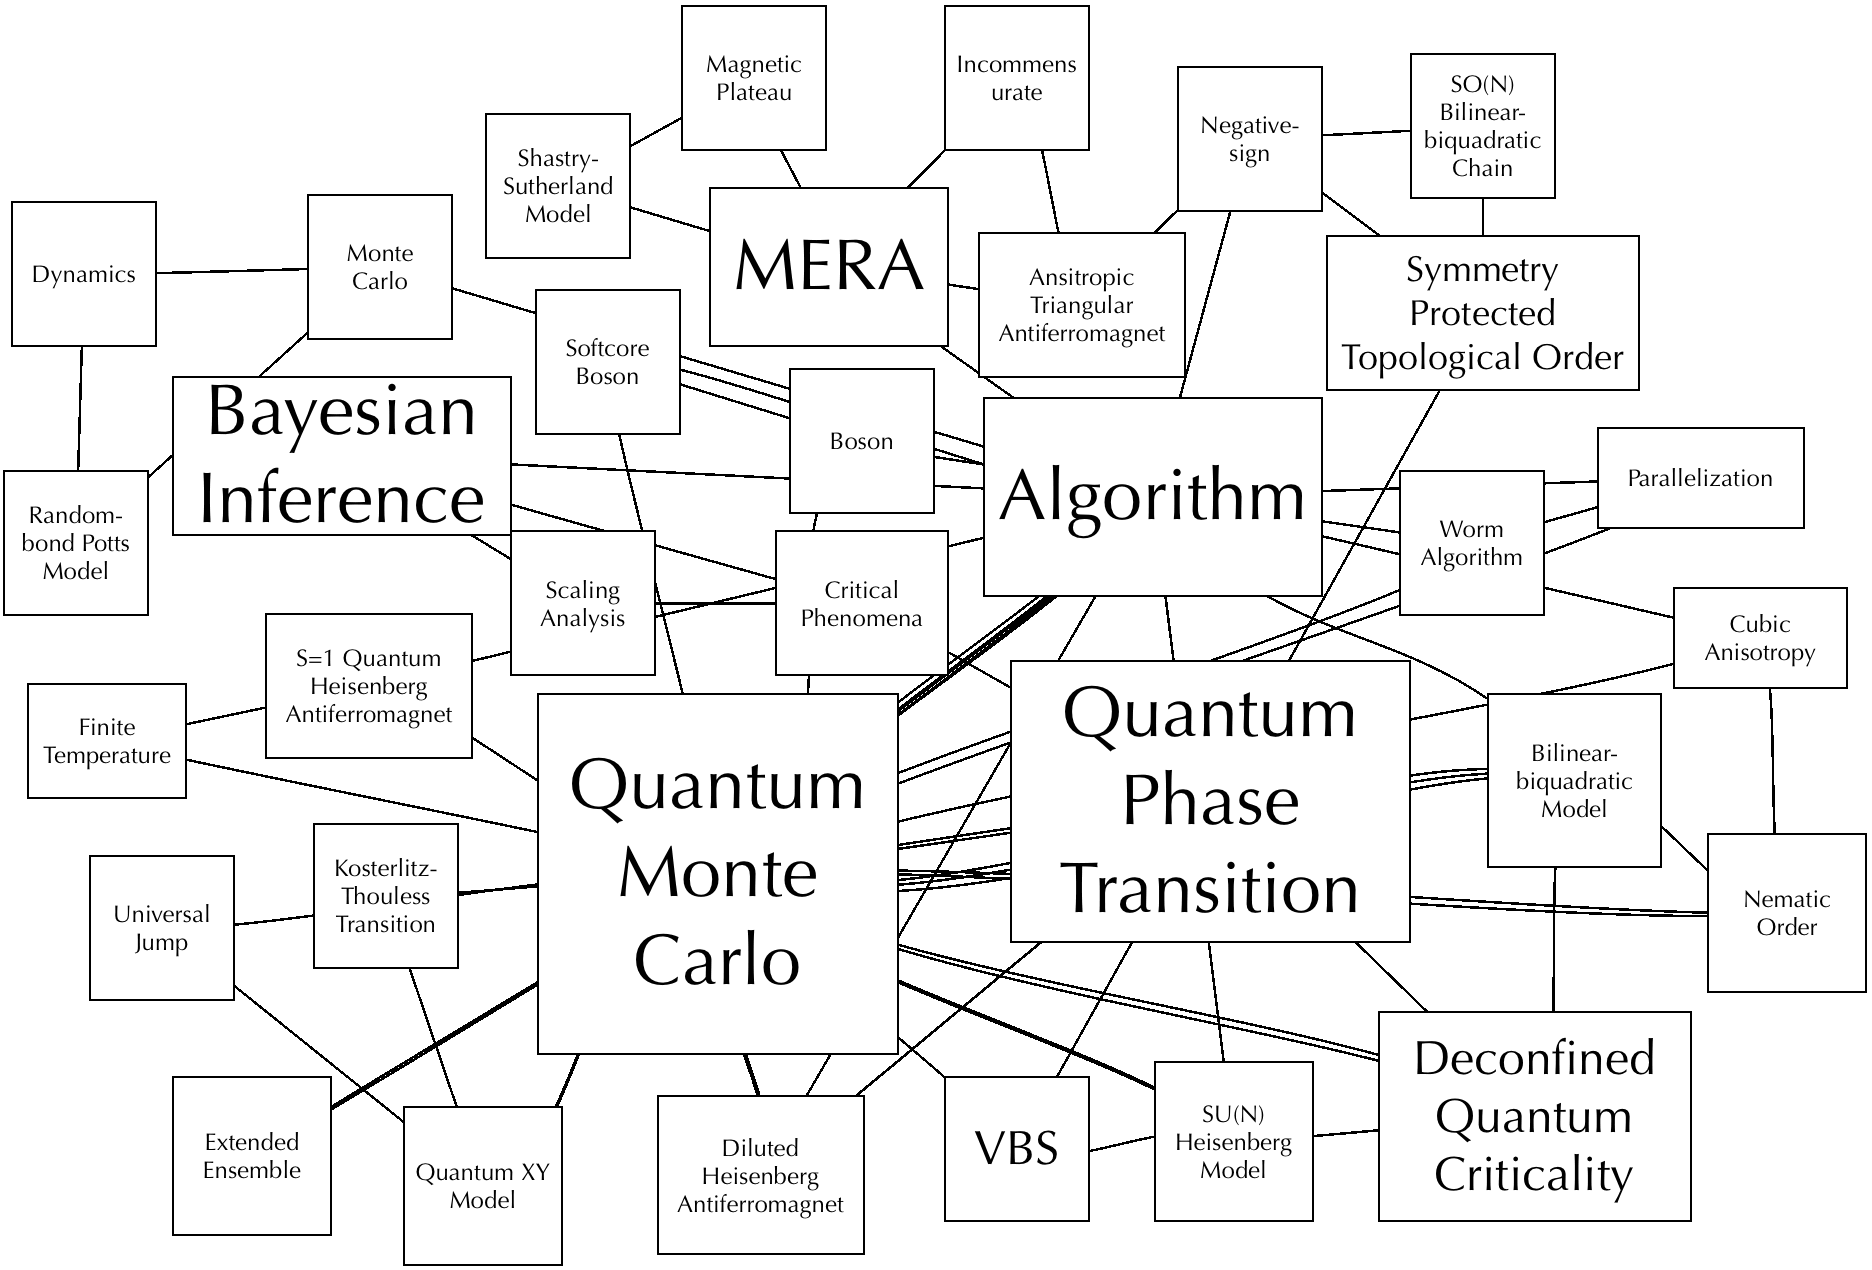 Magnetic
Plateau
Incommens
urate
Negative-
sign
SO(N)
Bilinear-
biquadratic
Chain
Shastry-
Sutherland
Model
Dynamics
Monte
Carlo
MERA
Ansitropic
Triangular
Antiferromagnet
Symmetry
Protected
Topological Order
Softcore
Boson
Bayesian
Inference
Boson
Algorithm
Parallelization
Worm
Algorithm
Random-
bond Potts
Model
Scaling
Analysis
Critical
Phenomena
Cubic
Anisotropy
S=1 Quantum
Heisenberg
Antiferromagnet
Finite
Temperature
Quantum
Monte
Carlo
Quantum
Phase
Transition
Bilinear-
biquadratic
Model
Nematic
Order
Kosterlitz-
Thouless
Transition
Universal
Jump
Extended
Ensemble
Quantum XY
Model
Diluted
Heisenberg
Antiferromagnet
VBS
SU(N)
Heisenberg
Model
Deconfined
Quantum
Criticality